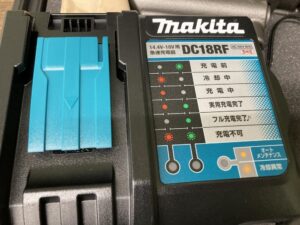 makita
14.4V-18V用
急速充電器 DC18RF
充電前
冷却中
充電中
実用充電完了
フル充電完了♪
充電不可
オート
メンテナンス
冷却異常